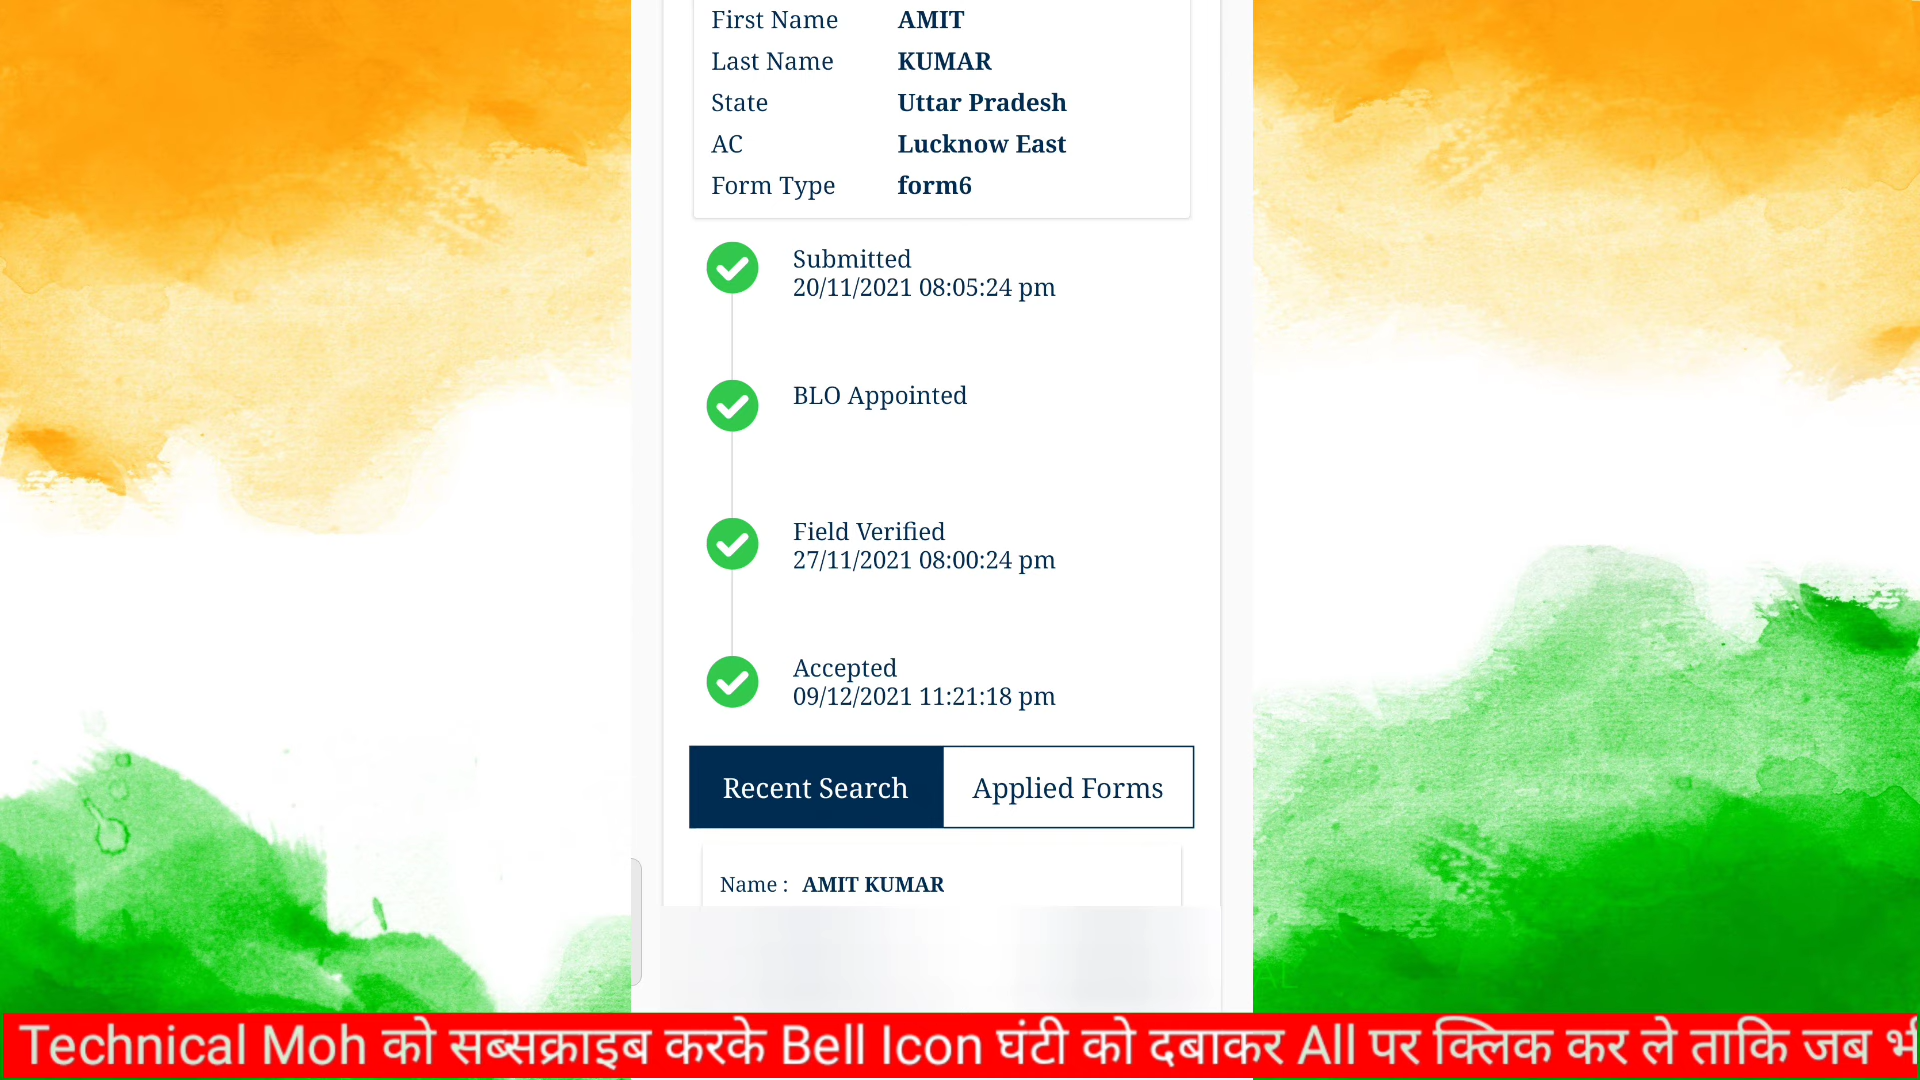 First Name AMIT
Last Name KUMAR
State Uttar Pradesh
AC Lucknow East
Form Type form6
Submitted
20/11/2021 08:05:24 pm
BLO Appointed
Field Verified
27/11/2021 08:00:24 pm
Accepted
09/12/2021 11:21:18 pm
Recent Search Applied Forms
Name : AMIT KUMAR
Technical Moh को सब्सक्राइब करके Bell Icon घंटी को दबाकर All पर क्लिक कर ले ताकि जब